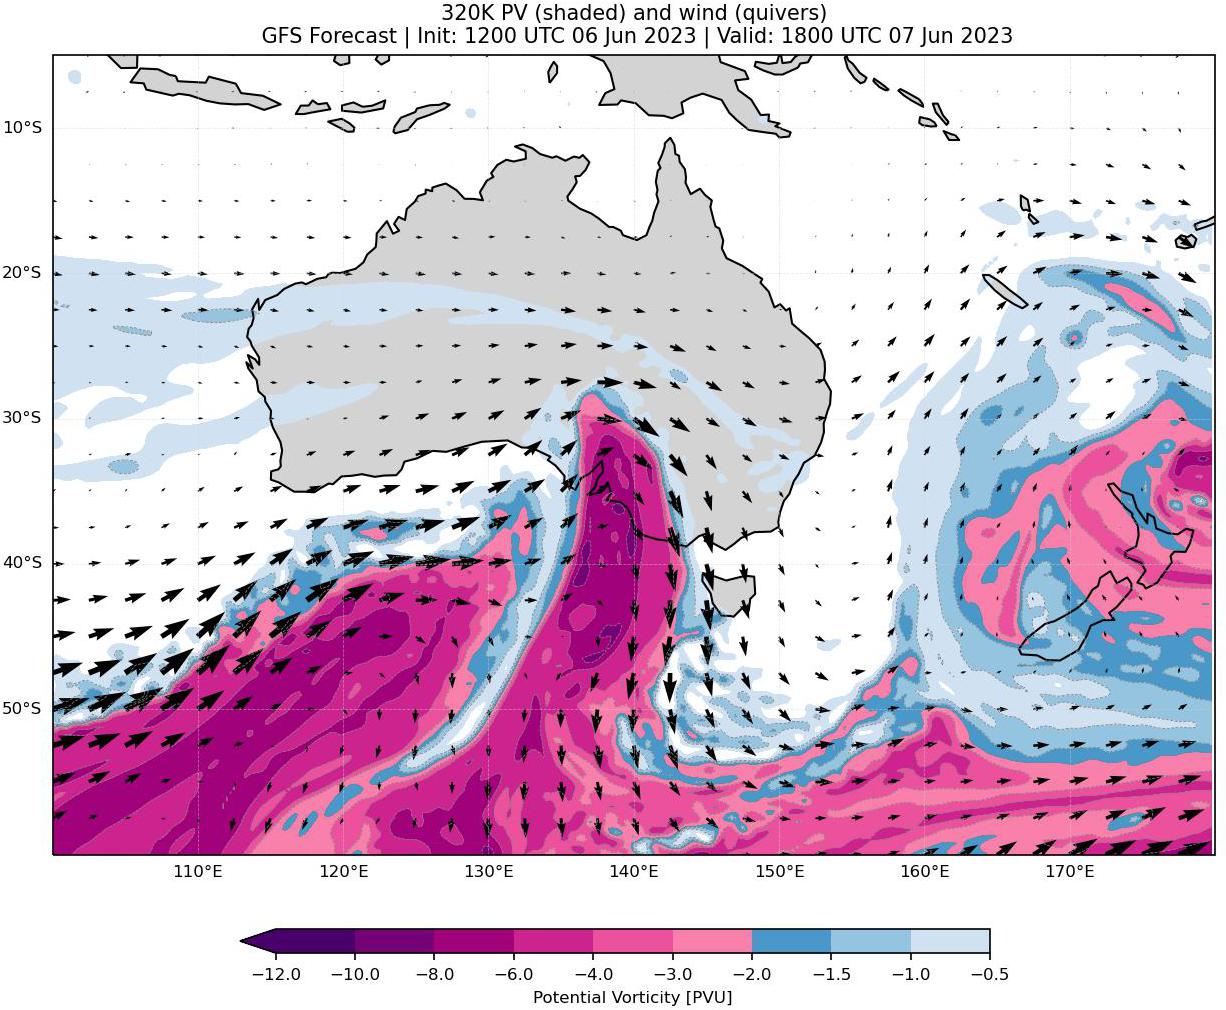 320K PV (shaded) and wind (quivers)
GFS Forecast | Init: 1200 UTC 06 Jun 2023 | Valid: 1800 UTC 07 Jun 2023
10°S
20°S
30°S
40°S
50°S
110°E 120°E 130°E 140°E 150°E 160°E 170°E
−12.0 −10.0 −8.0 −6.0 −4.0 −3.0 −2.0 −1.5 −1.0 −0.5
Potential Vorticity [PVU]